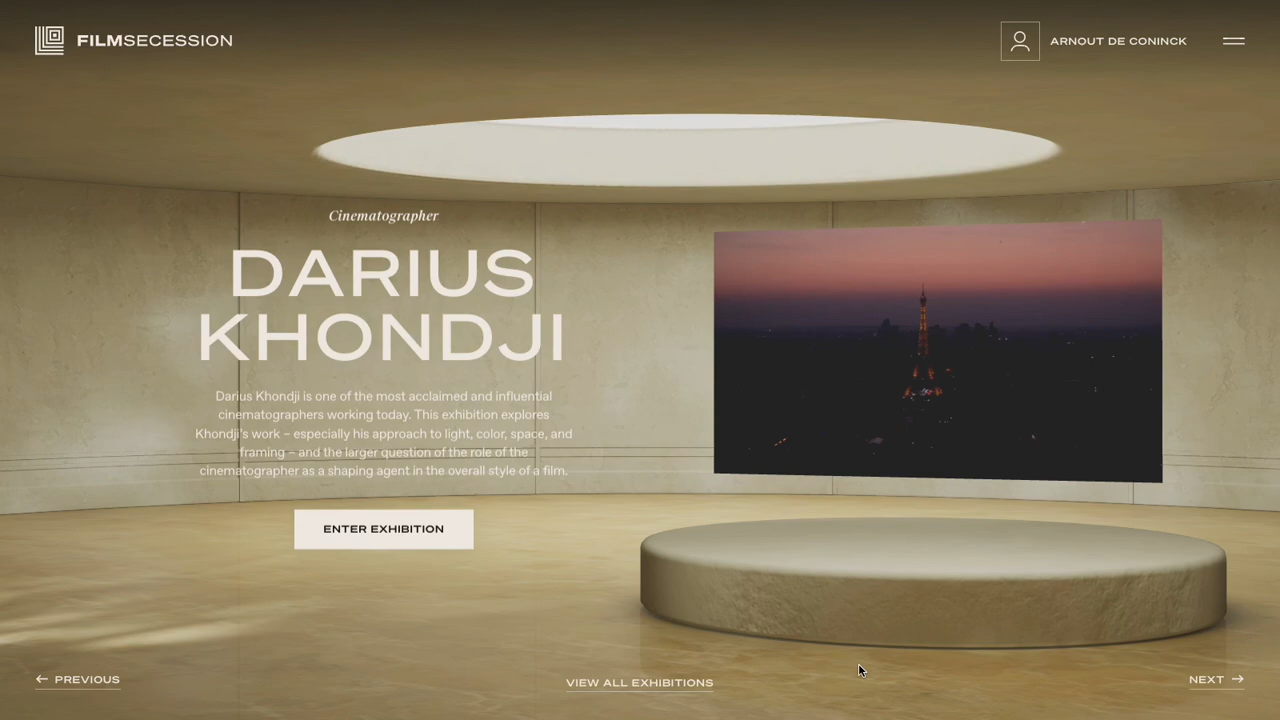 FILMSECESSION
ARNOUT DE CONINCK
Cinematographer
DARIUS
KHONDJI
Darius Khondji is one of the most acclaimed and influential
cinematographers working today. This exhibition explores
Khondji's work – especially his approach to light, color, space, and
framing – and the larger question of the role of the
cinematographer as a shaping agent in the overall style of a film.
ENTER EXHIBITION
← PREVIOUS
VIEW ALL EXHIBITIONS
NEXT →